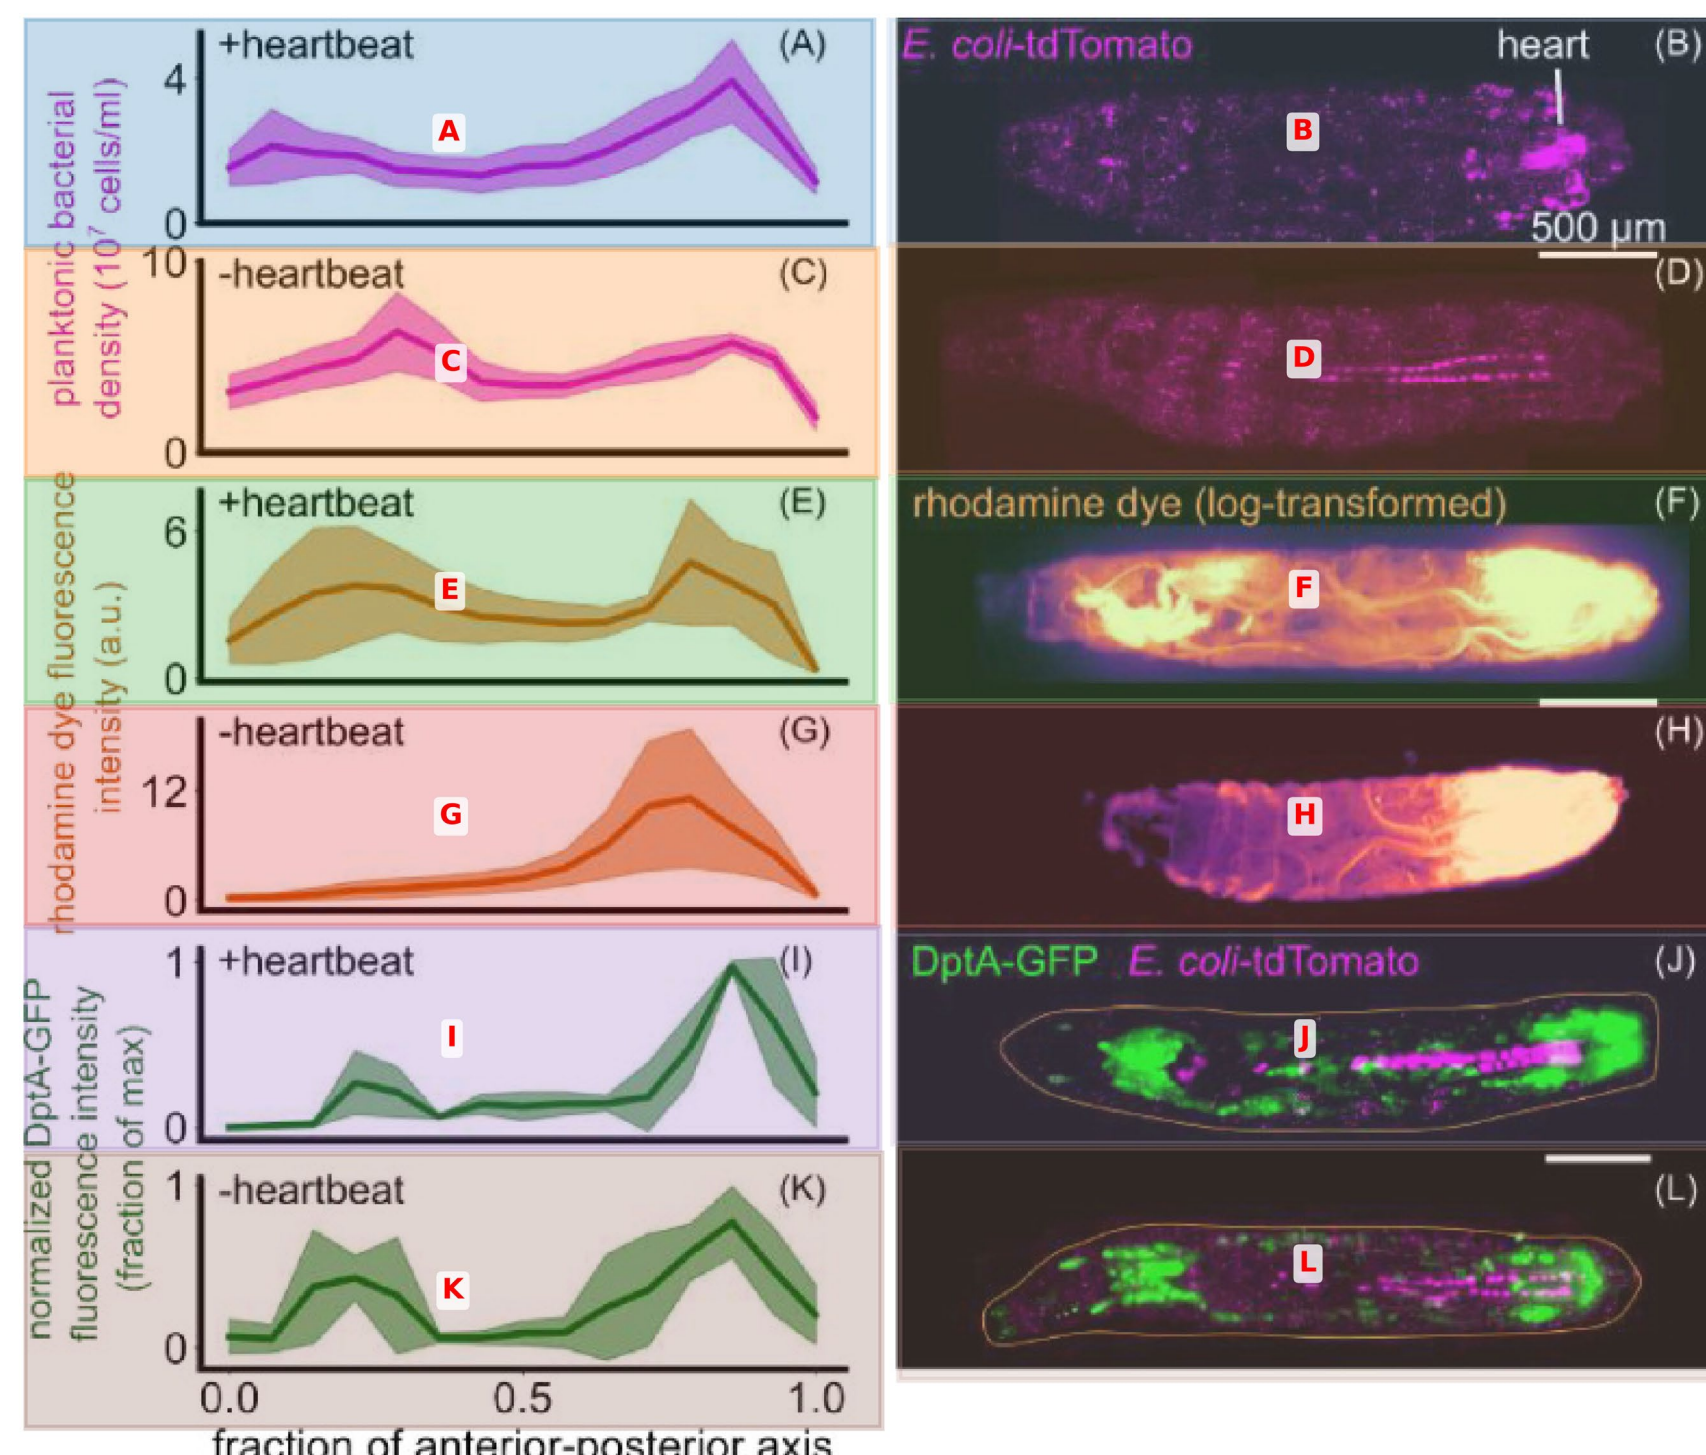 planktonic bacterial
density (10⁷ cells/ml)
+heartbeat
(A)
A
4
0
E. coli-tdTomato
heart
(B)
B
500 µm
-heartbeat
(C)
C
10
0
(D)
D
rhodamine dye fluorescence
intensity (a.u.)
+heartbeat
(E)
E
6
0
rhodamine dye (log-transformed)
(F)
F
-heartbeat
(G)
G
12
0
(H)
H
normalized DptA-GFP
fluorescence intensity
(fraction of max)
+heartbeat
(I)
I
1
0
DptA-GFP E. coli-tdTomato
(J)
J
-heartbeat
(K)
K
1
0
(L)
L
0.0 0.5 1.0
fraction of anterior-posterior axis